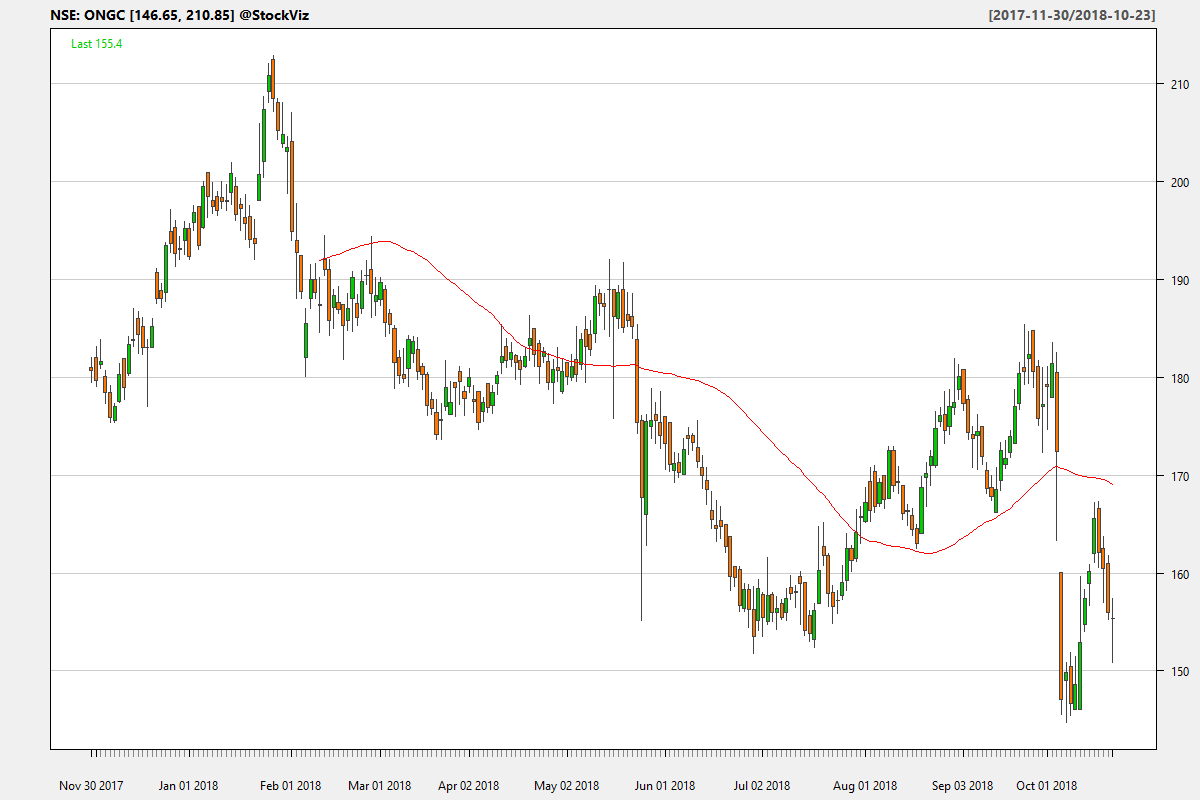 NSE: ONGC [146.65, 210.85] @StockViz
[2017-11-30/2018-10-23]
Last 155.4
210
200
190
180
170
160
150
Nov 30 2017
Jan 01 2018
Feb 01 2018
Mar 01 2018
Apr 02 2018
May 02 2018
Jun 01 2018
Jul 02 2018
Aug 01 2018
Sep 03 2018
Oct 01 2018